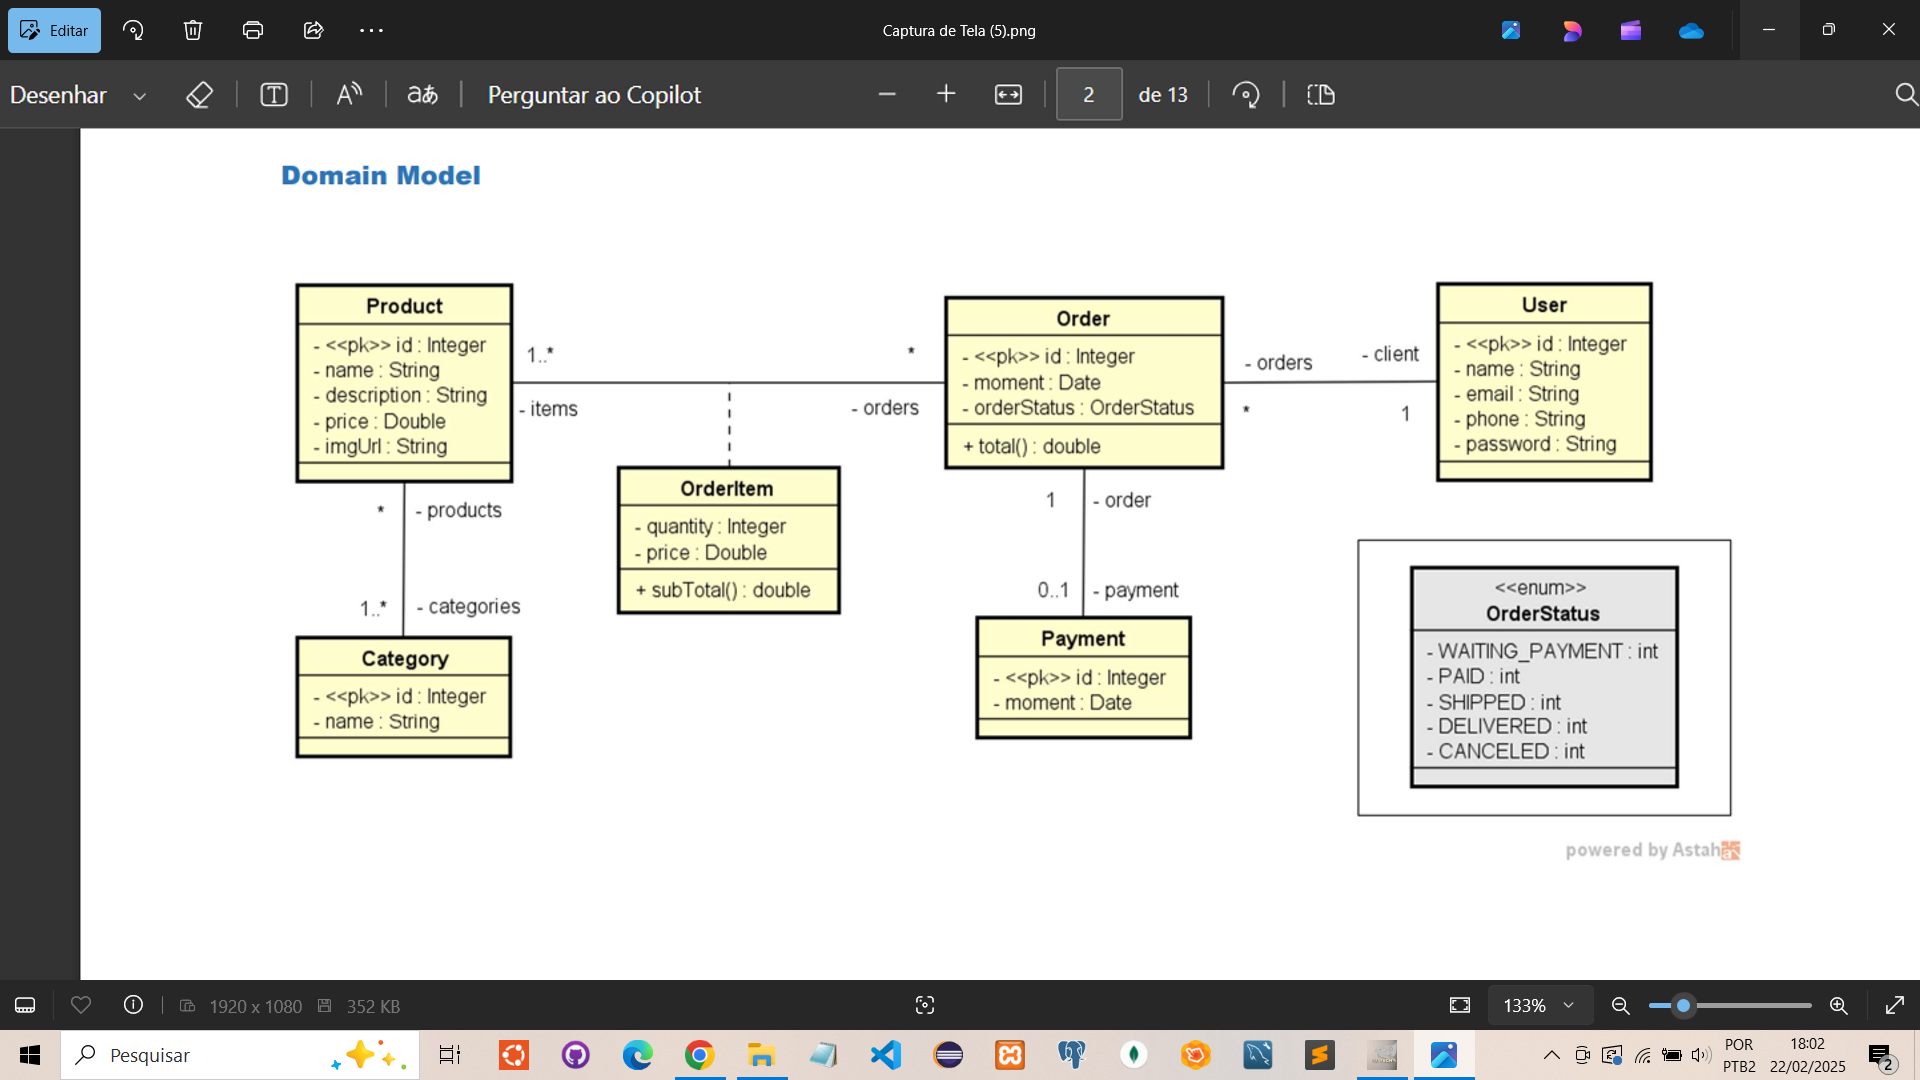 Editar
Captura de Tela (5).png
Desenhar
aあ
Perguntar ao Copilot
2
de 13
Domain Model
Product
- <<pk>> id : Integer
- name : String
- description : String
- price : Double
- imgUrl : String
1..*
- items
*
- orders
Order
- <<pk>> id : Integer
- moment : Date
- orderStatus : OrderStatus
+ total() : double
- orders
*
- client
1
User
- <<pk>> id : Integer
- name : String
- email : String
- phone : String
- password : String
OrderItem
- quantity : Integer
- price : Double
+ subTotal() : double
* - products
1..* - categories
1 - order
0..1 - payment
Category
- <<pk>> id : Integer
- name : String
Payment
- <<pk>> id : Integer
- moment : Date
<<enum>>
OrderStatus
- WAITING_PAYMENT : int
- PAID : int
- SHIPPED : int
- DELIVERED : int
- CANCELED : int
powered by Astah
1920 x 1080
352 KB
133%
Pesquisar
POR
PTB2
18:02
22/02/2025
2